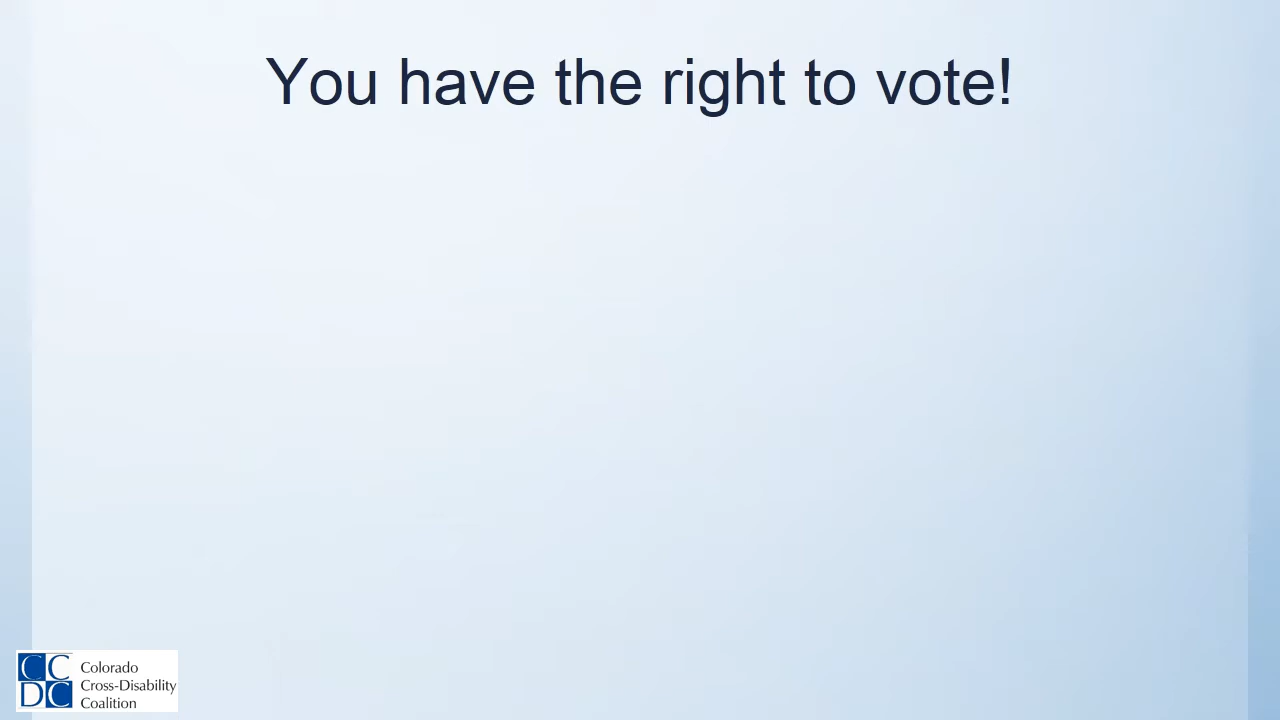 You have the right to vote!
CC
DC
Colorado
Cross-Disability
Coalition